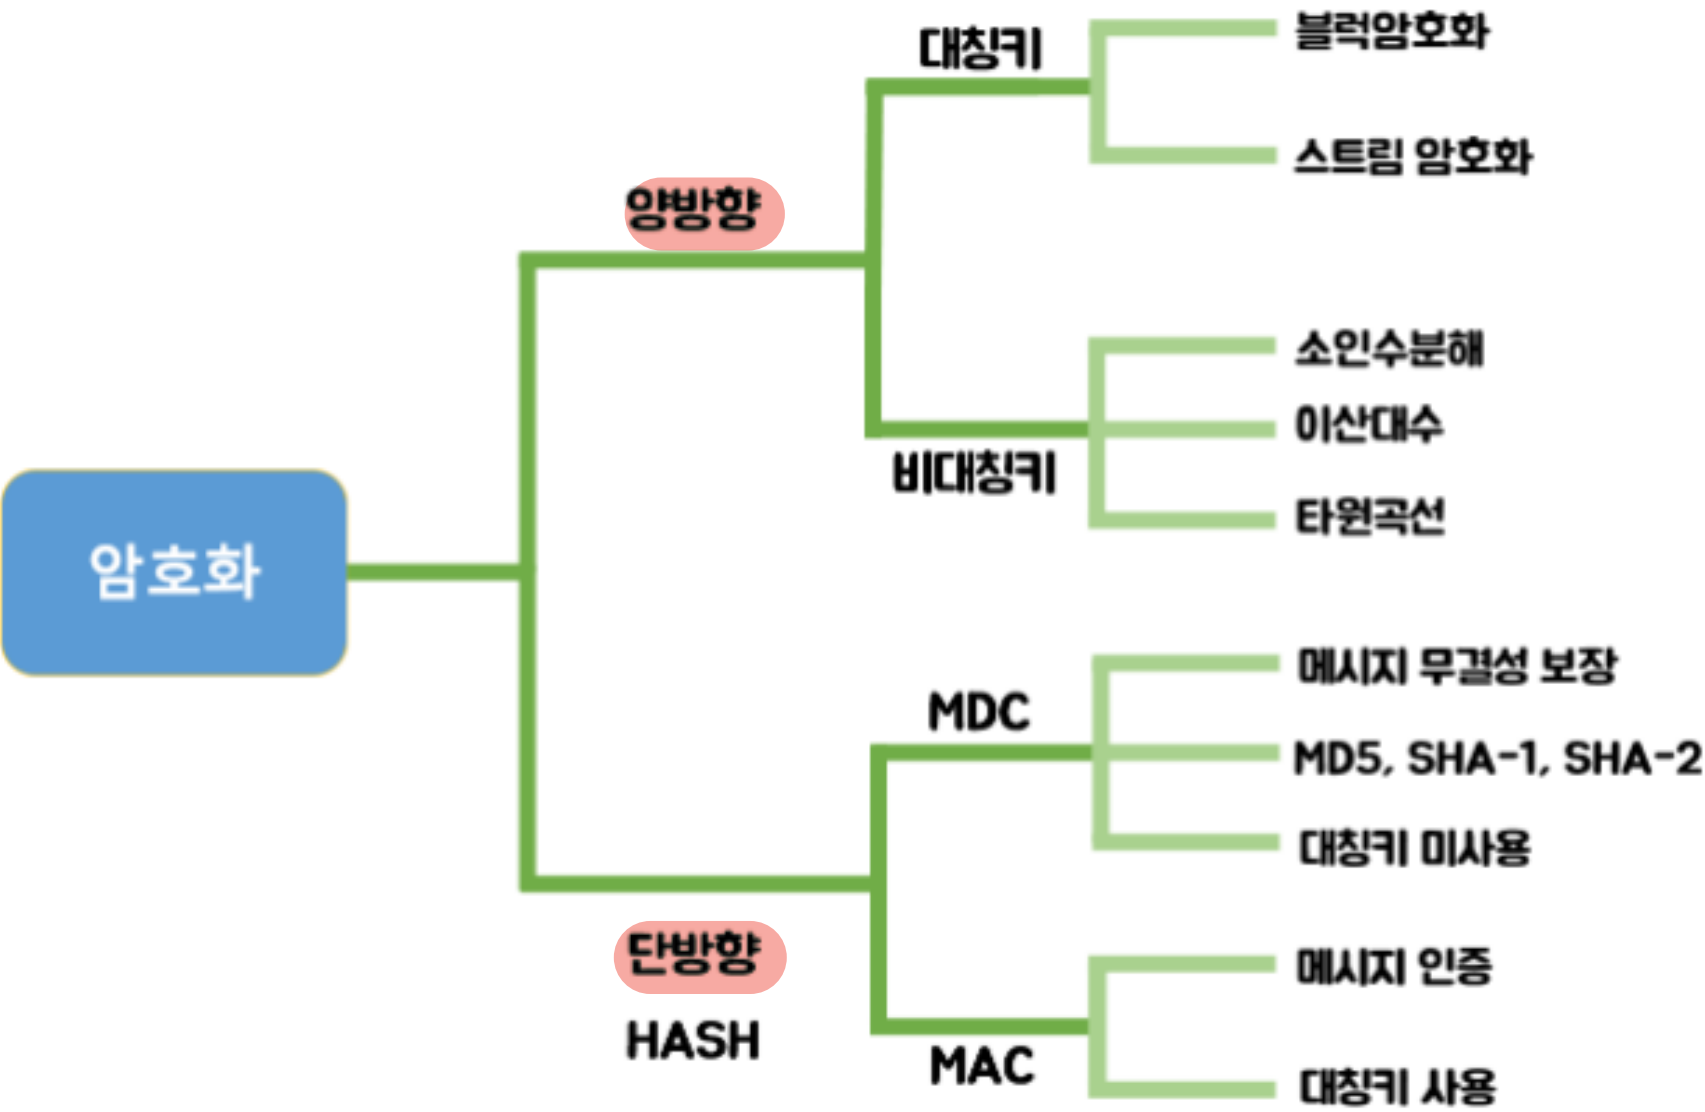 암호화
양방향
대칭키
블럭암호화
스트림 암호화
비대칭키
소인수분해
이산대수
타원곡선
단방향
HASH
MDC
메시지 무결성 보장
MD5, SHA-1, SHA-2
대칭키 미사용
MAC
메시지 인증
대칭키 사용